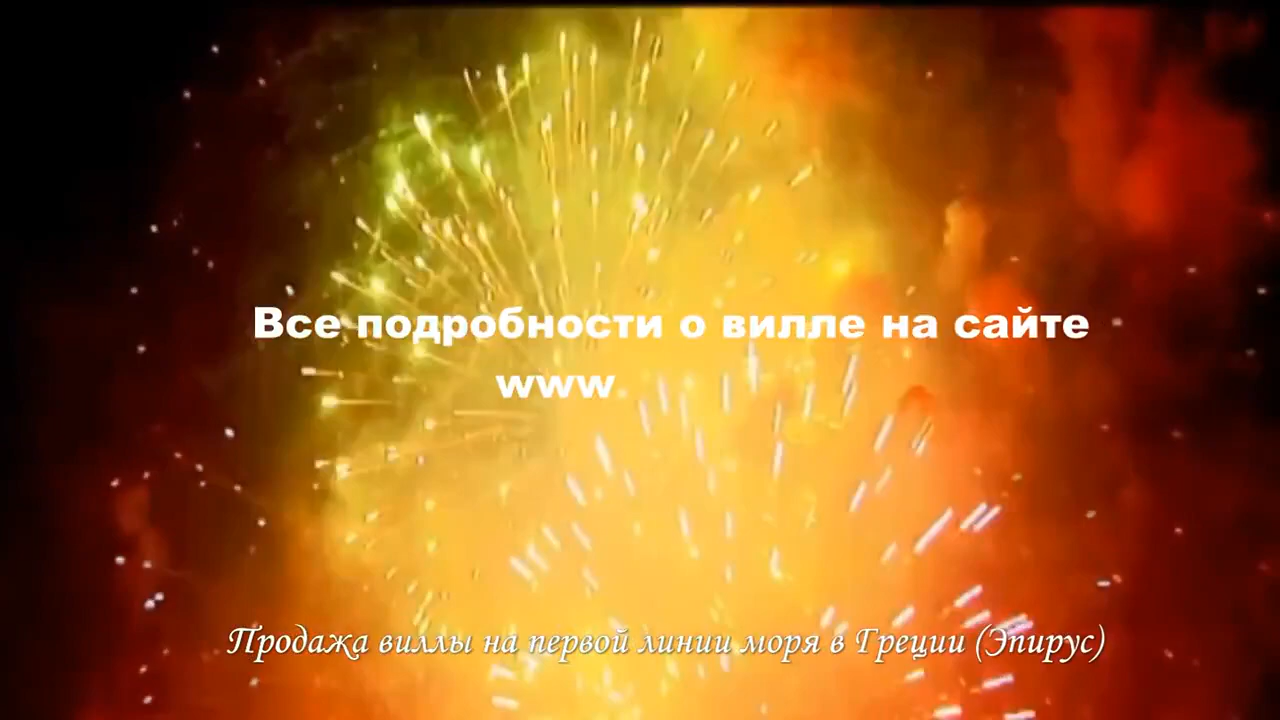 Все подробности о вилле на сайте
www.
Продажа виллы на первой линии моря в Греции (Эпирус)